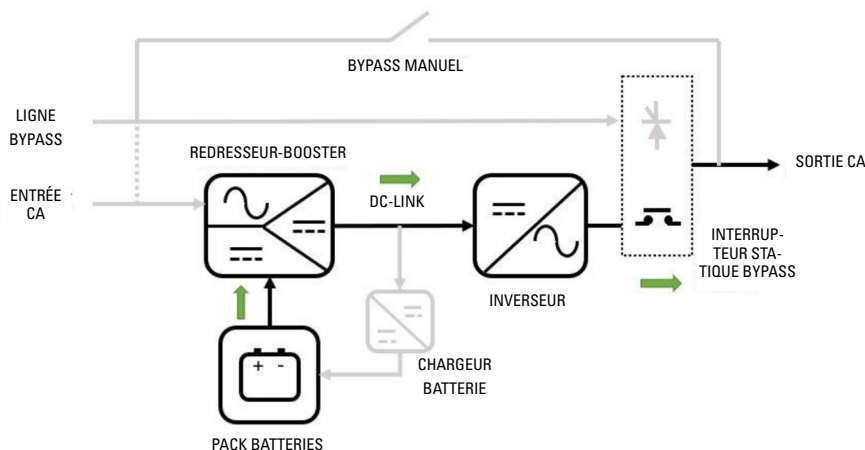 BYPASS MANUEL
LIGNE
BYPASS
REDRESSEUR-BOOSTER
SORTIE CA
ENTRÉE
CA
DC-LINK
INTERRUP-
TEUR STA-
TIQUE BYPASS
INVERSEUR
CHARGEUR
BATTERIE
+ -
PACK BATTERIES